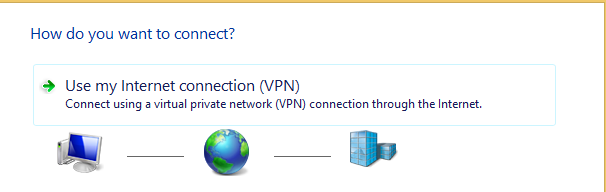 How do you want to connect?
Use my Internet connection (VPN)
Connect using a virtual private network (VPN) connection through the Internet.